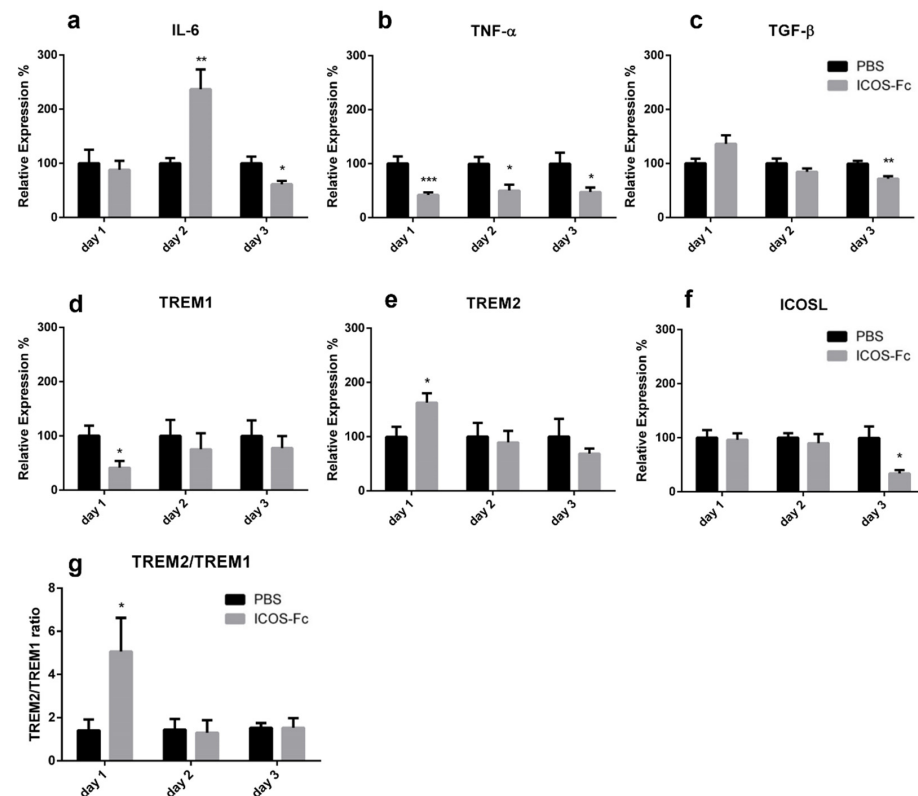 a
IL-6
Relative Expression %
300
200
100
0
**
*
day 1
day 2
day 3
b
TNF-α
Relative Expression %
300
200
100
0
***
*
*
day 1
day 2
day 3
c
TGF-β
Relative Expression %
300
200
100
0
PBS
ICOS-Fc
**
day 1
day 2
day 3
d
TREM1
Relative Expression %
300
200
100
0
*
day 1
day 2
day 3
e
TREM2
Relative Expression %
300
200
100
0
*
day 1
day 2
day 3
f
ICOSL
Relative Expression %
300
200
100
0
PBS
ICOS-Fc
*
day 1
day 2
day 3
g
TREM2/TREM1
TREM2/TREM1 ratio
8
6
4
2
0
*
PBS
ICOS-Fc
day 1
day 2
day 3